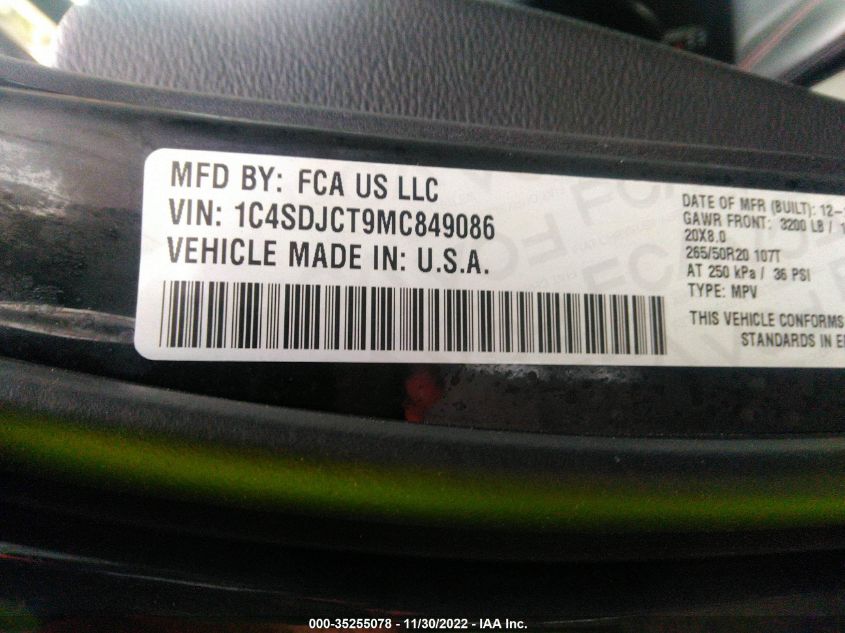 MFD BY: FCA US LLC
VIN: 1C4SDJCT9MC849086
VEHICLE MADE IN: U.S.A.
DATE OF MFR (BUILT): 12-
GAWR FRONT: 3200 LB /
20X8.0
265/50R20 107T
AT 250 kPa / 36 PSI
TYPE: MPV
THIS VEHICLE CONFORMS
STANDARDS IN
000-35255078 - 11/30/2022 - IAA Inc.